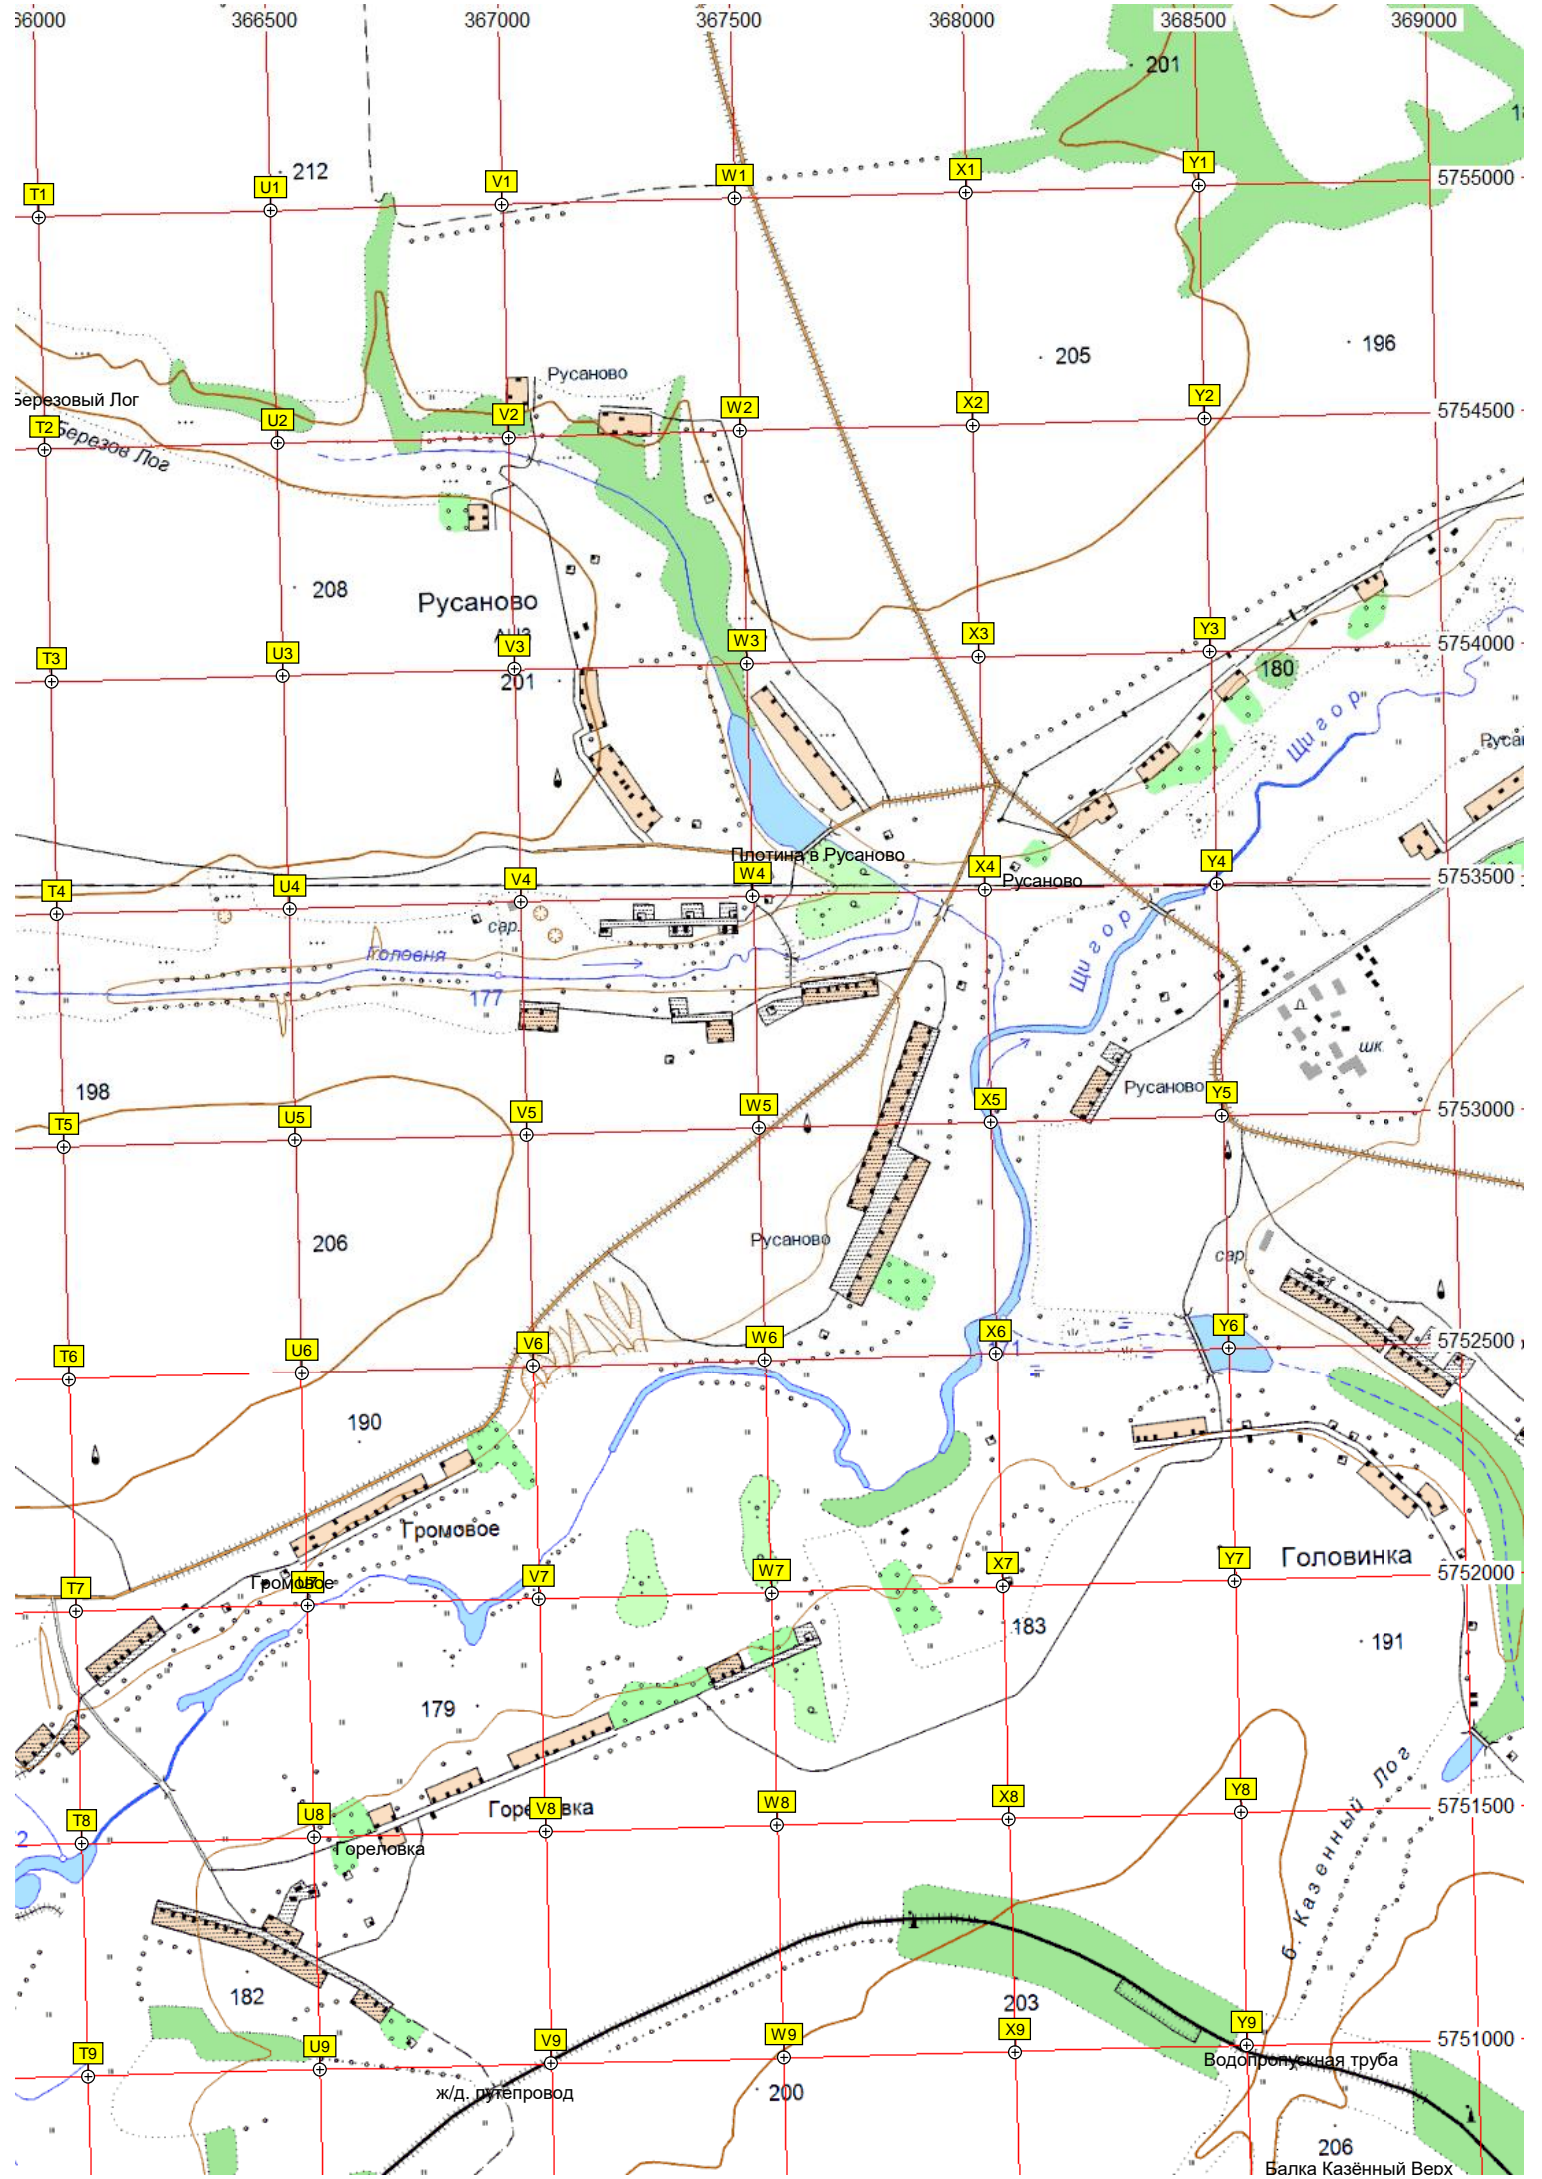 66000 366500 367000 367500 368000 368500 369000
201
212
T1 U1 V1 W1 X1 Y1 5755000
205
196
Русаново
Березовый Лог
T2 U2 V2 W2 X2 Y2 5754500
Березов Лог
208
Русаново
T3 U3 V3 W3 X3 Y3 5754000
201
180
Щигор
Плотина в Русаново
T4 U4 V4 W4 X4 Y4 5753500
Русаново
сар.
Головня
177
Щигор
шк.
198
Русаново
T5 U5 V5 W5 X5 Y5 5753000
206
Русаново
сар.
T6 U6 V6 W6 X6 Y6 5752500
190
Громовое
Головинка
Громовое
T7 U7 V7 W7 X7 Y7 5752000
183
191
179
б. Казенный Лог
Гореловка
T8 U8 V8 W8 X8 Y8 5751500
Гореловка
182
203
T9 U9 V9 W9 X9 Y9 5751000
Водопропускная труба
ж/д. путепровод
200
206
Балка Казённый Верх